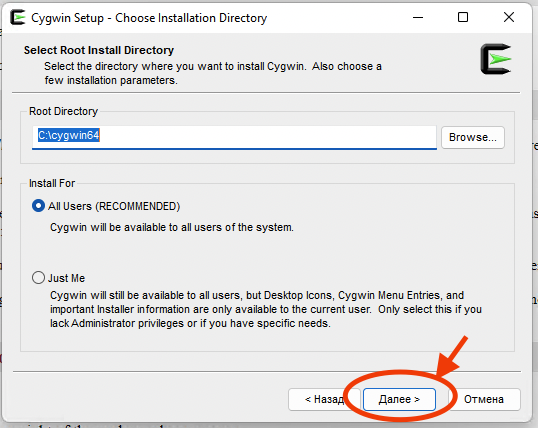 Cygwin Setup - Choose Installation Directory
Select Root Install Directory
Select the directory where you want to install Cygwin. Also choose a
few installation parameters.
Root Directory
C:\cygwin64
Browse...
Install For
All Users (RECOMMENDED)
Cygwin will be available to all users of the system.
Just Me
Cygwin will still be available to all users, but Desktop Icons, Cygwin Menu Entries, and
important Installer information are only available to the current user. Only select this if you
lack Administrator privileges or if you have specific needs.
< Назад
Далее >
Отмена